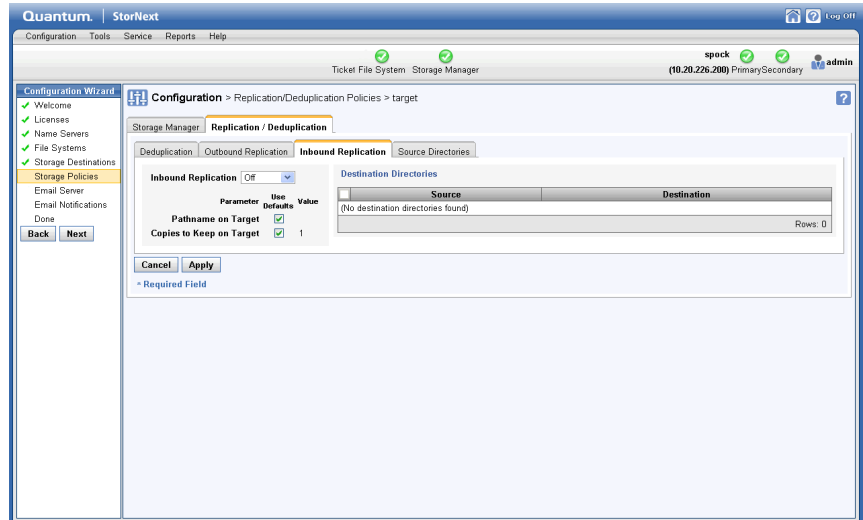 Quantum. | StorNext
Log Off
Configuration Tools Service Reports Help
Ticket File System Storage Manager
spock
(10.20.226.200) Primary Secondary
admin
Configuration Wizard
Welcome
Licenses
Name Servers
File Systems
Storage Destinations
Storage Policies
Email Server
Email Notifications
Done
Back Next
Configuration > Replication/Deduplication Policies > target
?
Storage Manager Replication / Deduplication
Deduplication Outbound Replication Inbound Replication Source Directories
Inbound Replication Off
Parameter Use Defaults Value
Pathname on Target
Copies to Keep on Target 1
Destination Directories
Source Destination
(No destination directories found)
Rows: 0
Cancel Apply
* Required Field